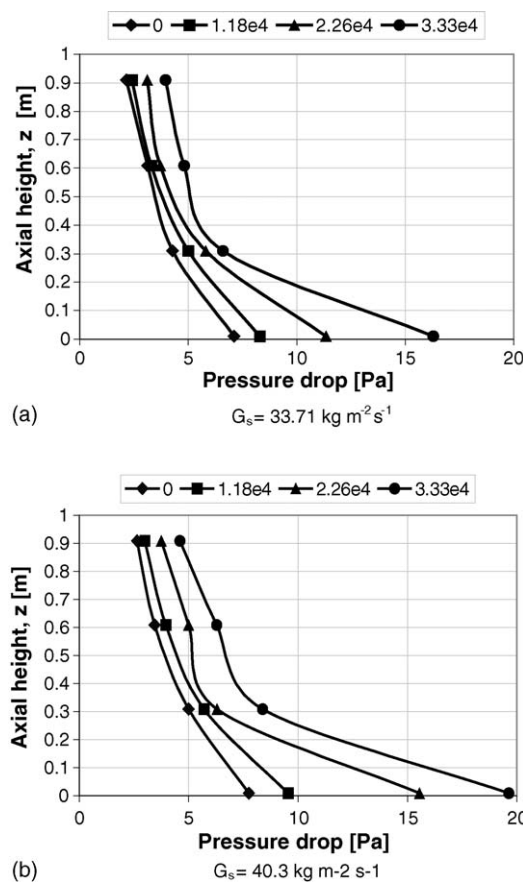 0 1.18e4 2.26e4 3.33e4
1
0.9
0.8
0.7
0.6
0.5
0.4
0.3
0.2
0.1
0
Axial height, z [m]
0 5 10 15 20
Pressure drop [Pa]
(a) Gₛ= 33.71 kg m⁻² s⁻¹
0 1.18e4 2.26e4 3.33e4
1
0.9
0.8
0.7
0.6
0.5
0.4
0.3
0.2
0.1
0
Axial height, z [m]
0 5 10 15 20
Pressure drop [Pa]
(b) Gₛ= 40.3 kg m-2 s-1